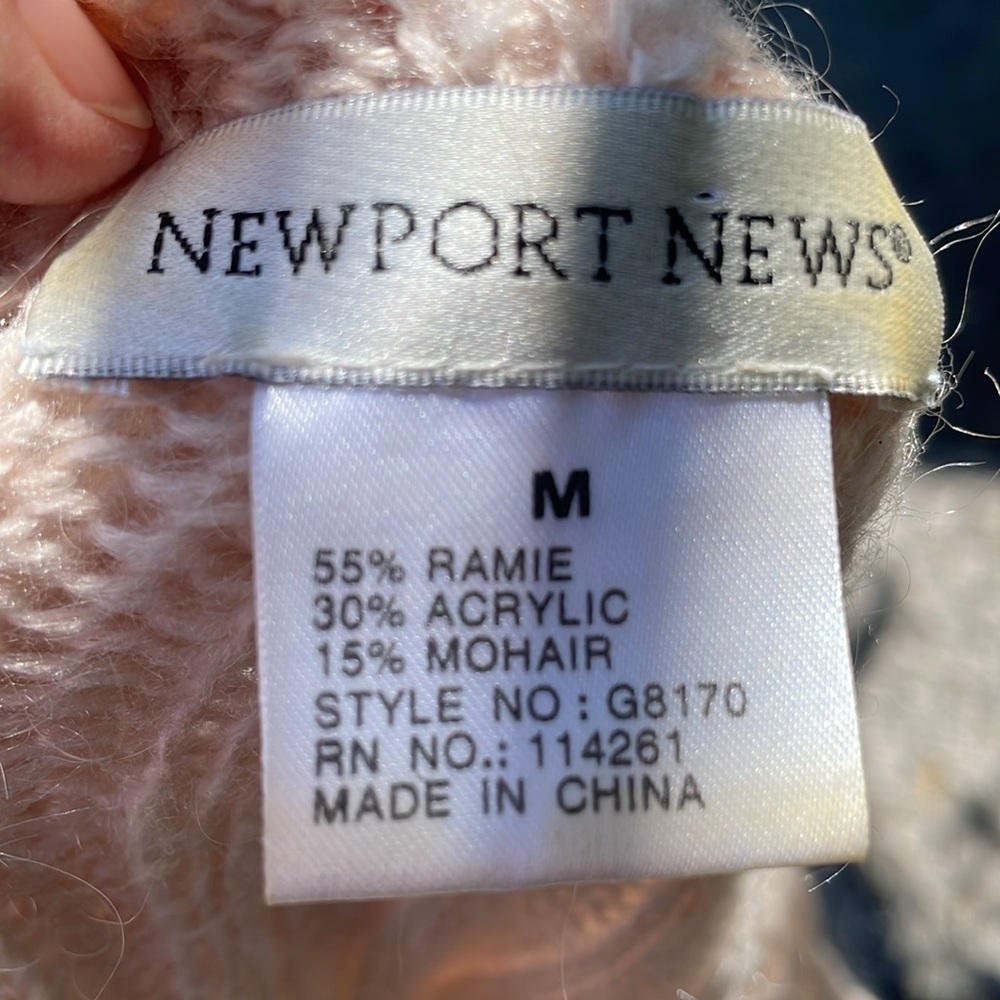 NEWPORT NEWS®
M
55% RAMIE
30% ACRYLIC
15% MOHAIR
STYLE NO : G8170
RN NO.: 114261
MADE IN CHINA